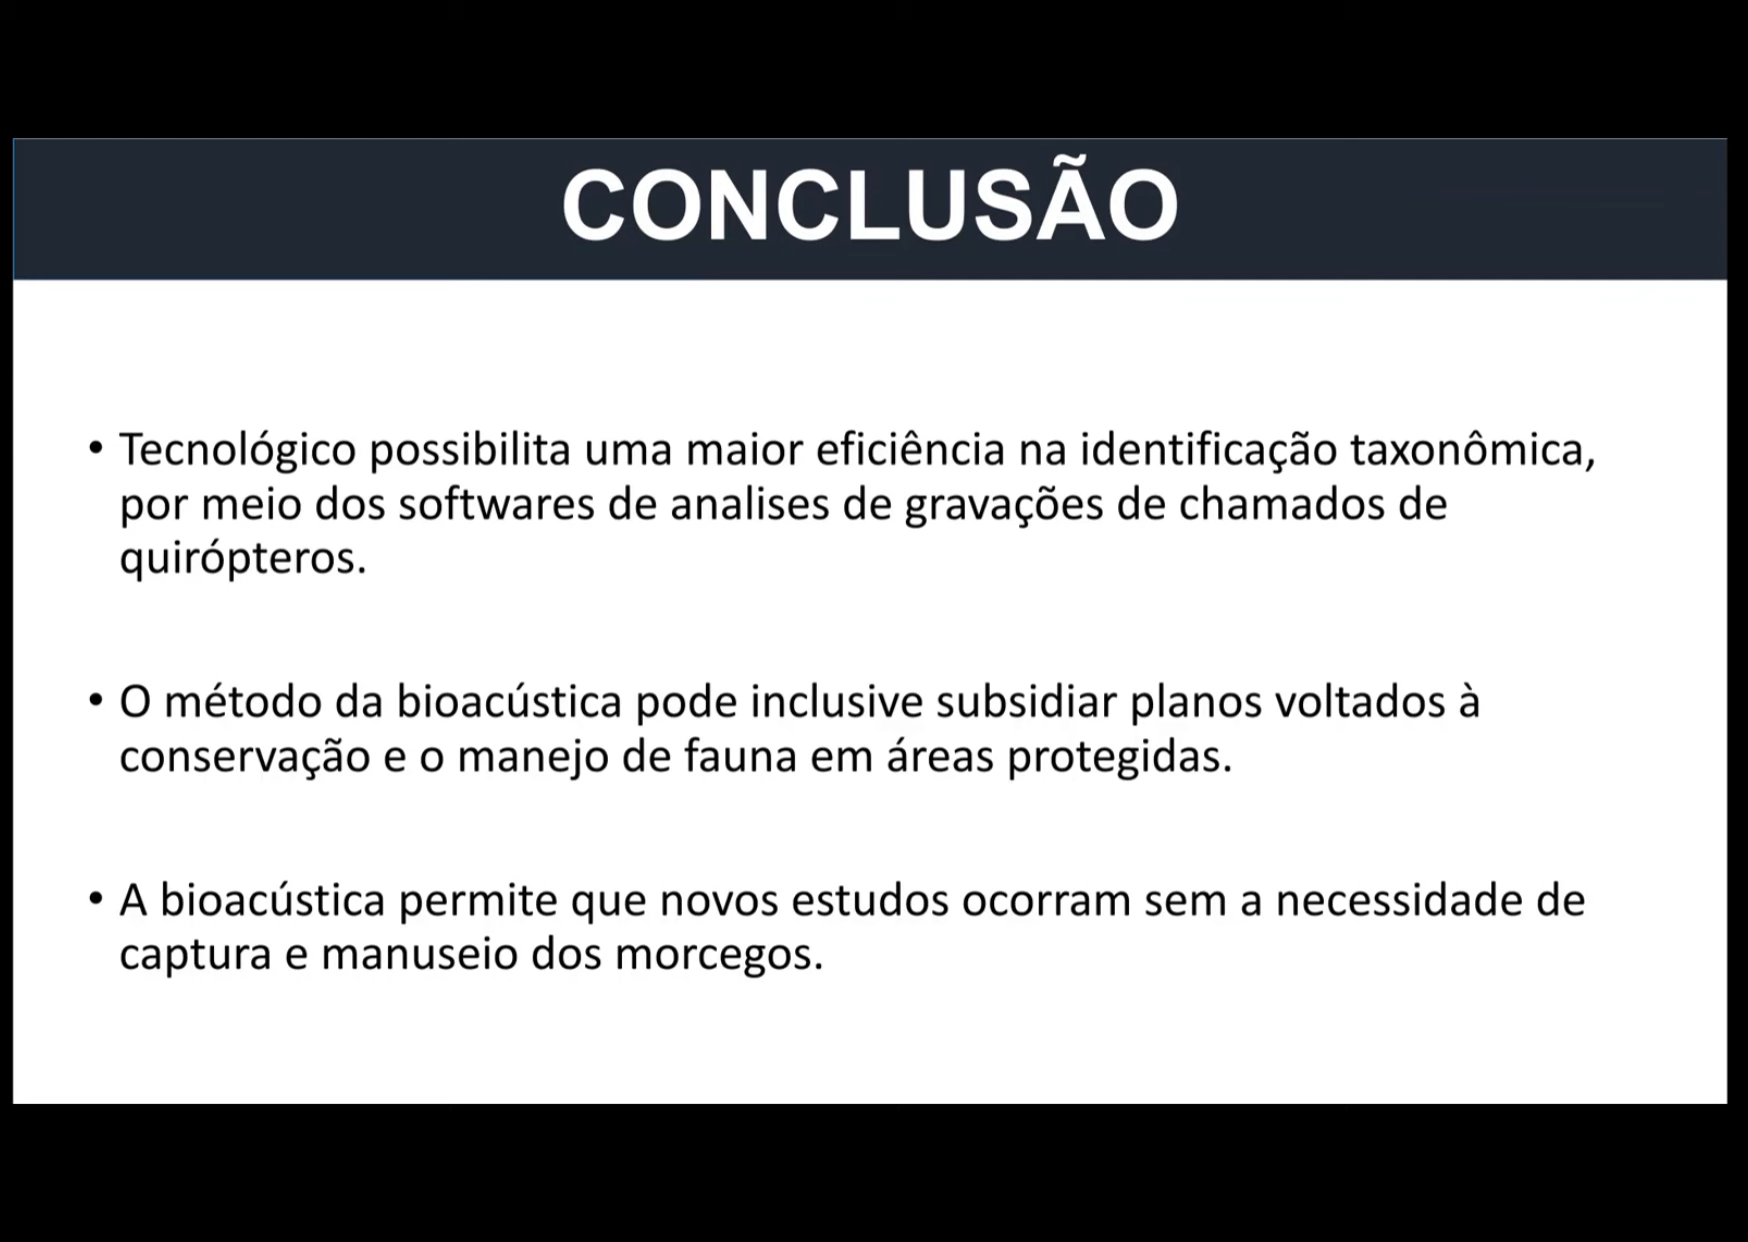 CONCLUSÃO
• Tecnológico possibilita uma maior eficiência na identificação taxonômica,
por meio dos softwares de analises de gravações de chamados de
quirópteros.
• O método da bioacústica pode inclusive subsidiar planos voltados à
conservação e o manejo de fauna em áreas protegidas.
• A bioacústica permite que novos estudos ocorram sem a necessidade de
captura e manuseio dos morcegos.